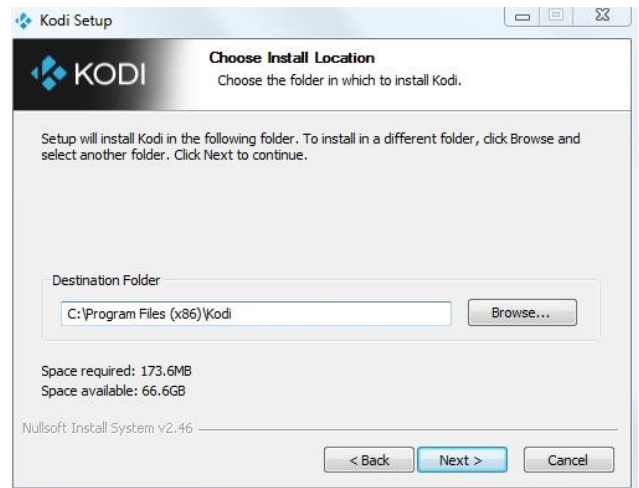 Kodi Setup
KODI
Choose Install Location
Choose the folder in which to install Kodi.
Setup will install Kodi in the following folder. To install in a different folder, click Browse and
select another folder. Click Next to continue.
Destination Folder
C:\Program Files (x86)\Kodi
Browse...
Space required: 173.6MB
Space available: 66.6GB
Nullsoft Install System v2.46
< Back Next > Cancel